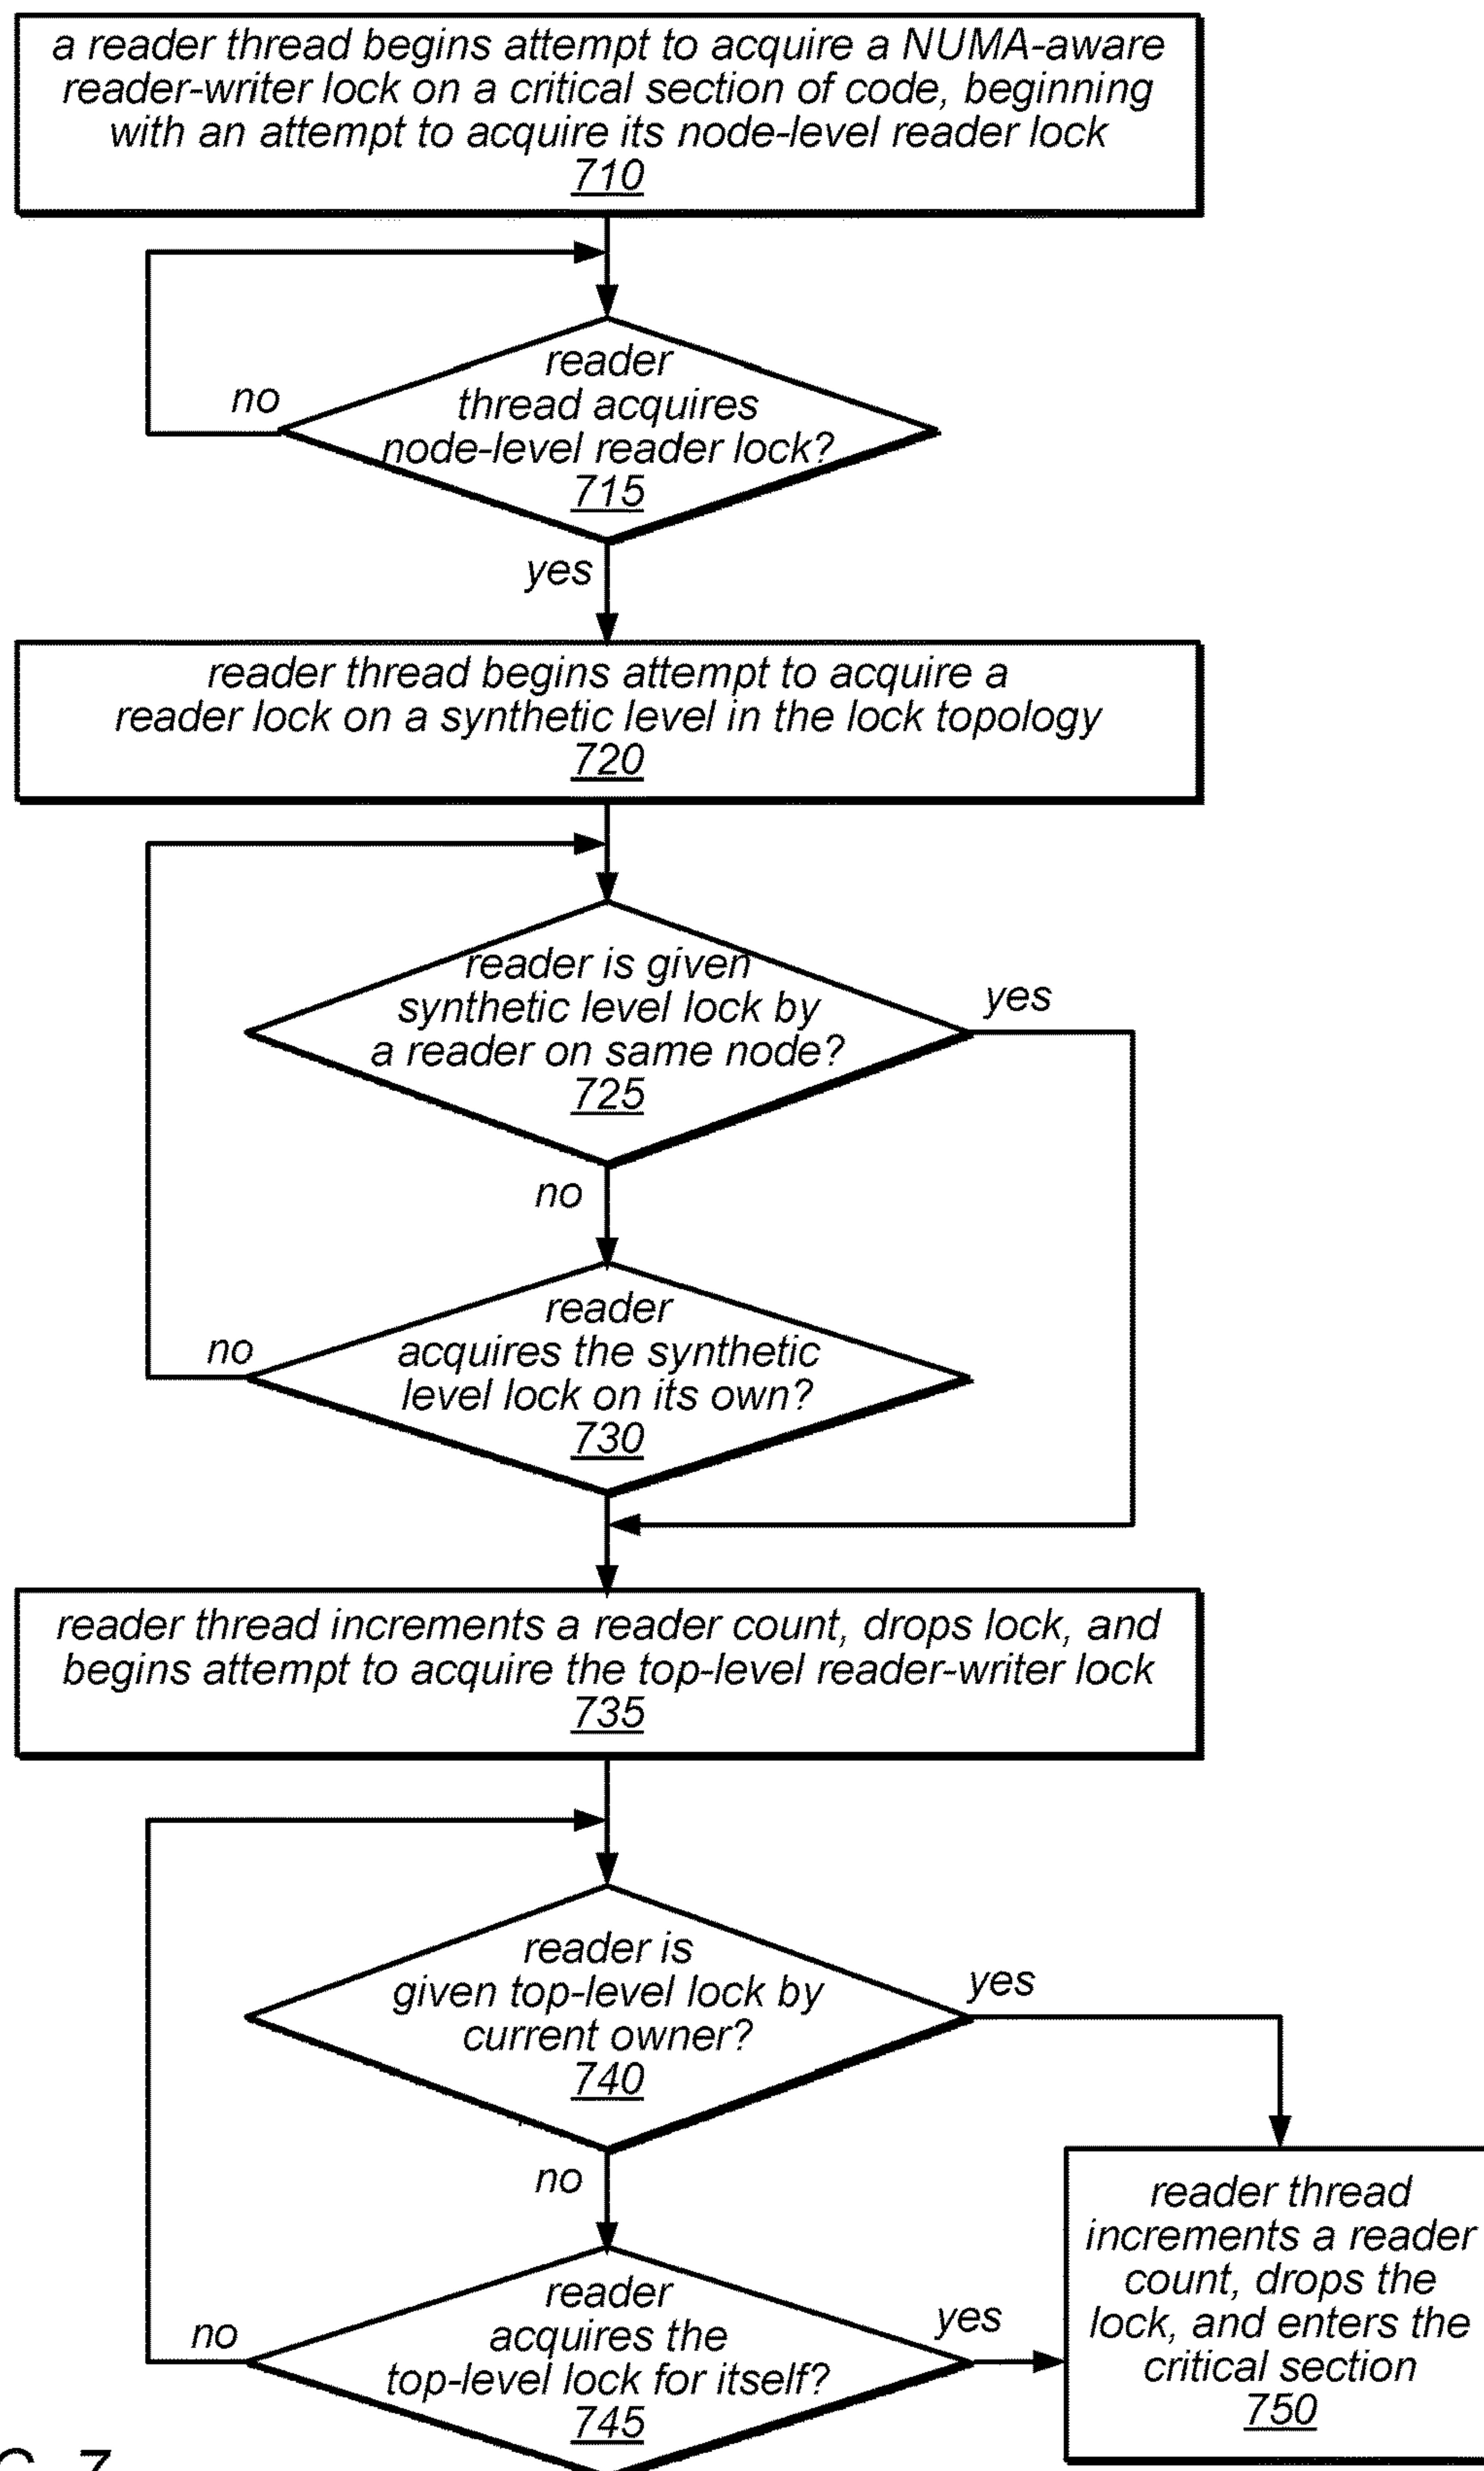 a reader thread begins attempt to acquire a NUMA-aware
reader-writer lock on a critical section of code, beginning
with an attempt to acquire its node-level reader lock
710
reader
thread acquires
node-level reader lock?
715
no
yes
reader thread begins attempt to acquire a
reader lock on a synthetic level in the lock topology
720
reader is given
synthetic level lock by
a reader on same node?
725
yes
no
reader
acquires the synthetic
level lock on its own?
730
no
reader thread increments a reader count, drops lock, and
begins attempt to acquire the top-level reader-writer lock
735
reader is
given top-level lock by
current owner?
740
yes
no
reader
acquires the
top-level lock for itself?
745
no
yes
reader thread
increments a reader
count, drops the
lock, and enters the
critical section
750